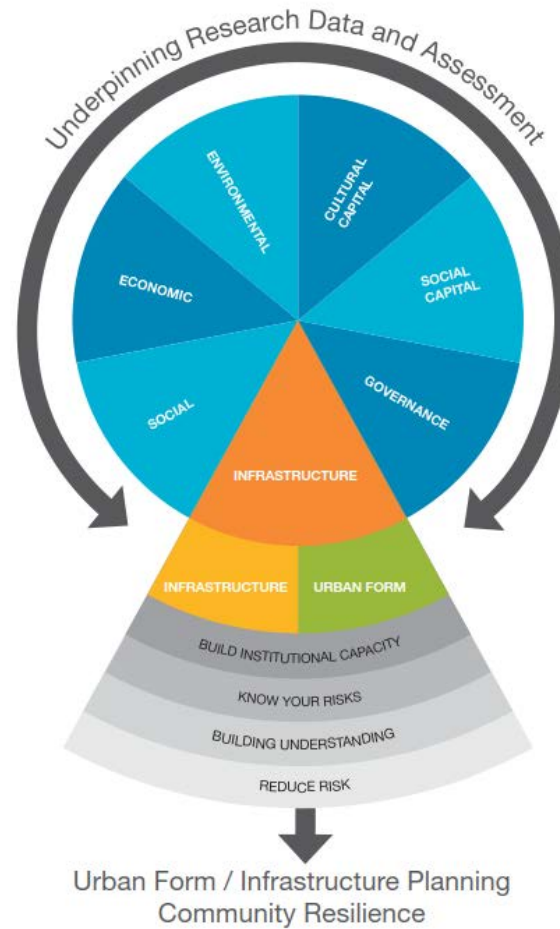 Underpinning Research Data and Assessment
ENVIRONMENTAL
CULTURAL
CAPITAL
ECONOMIC
SOCIAL
CAPITAL
SOCIAL
GOVERNANCE
INFRASTRUCTURE
INFRASTRUCTURE
URBAN FORM
BUILD INSTITUTIONAL CAPACITY
KNOW YOUR RISKS
BUILDING UNDERSTANDING
REDUCE RISK
Urban Form / Infrastructure Planning
Community Resilience